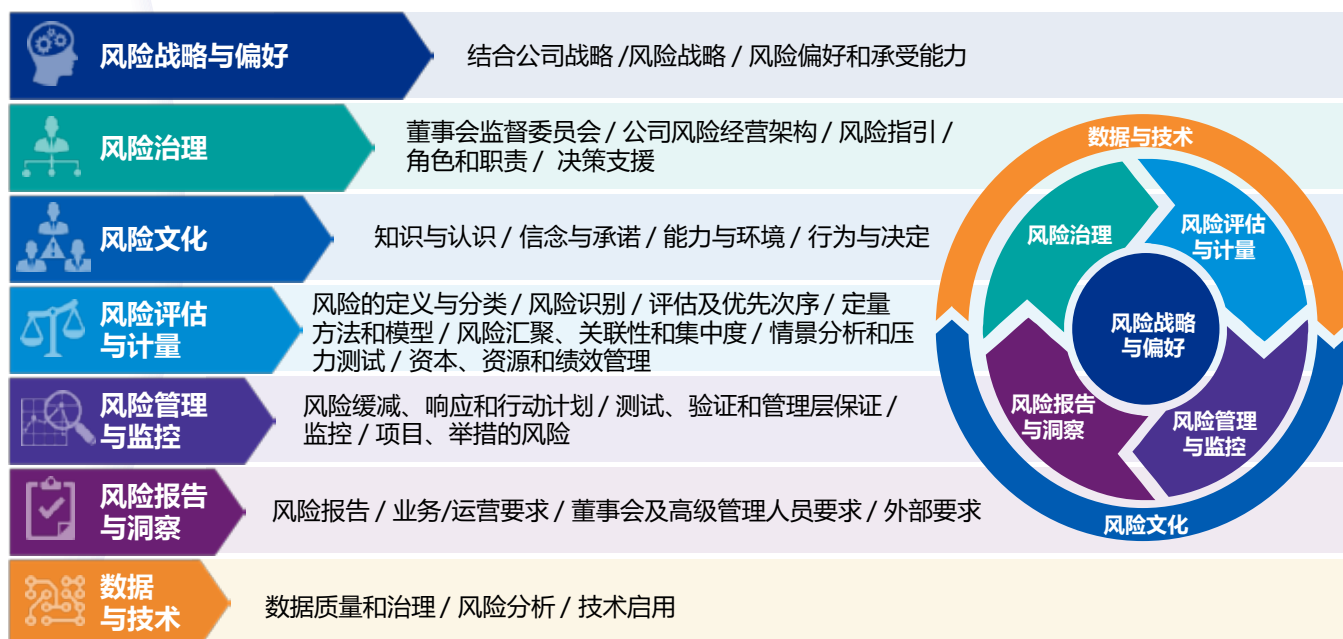 风险战略与偏好
结合公司战略 /风险战略 / 风险偏好和承受能力
风险治理
董事会监督委员会 / 公司风险经营架构 / 风险指引 /
角色和职责 / 决策支援
风险文化
知识与认识 / 信念与承诺 / 能力与环境 / 行为与决定
风险评估
与计量
风险的定义与分类 / 风险识别 / 评估及优先次序 / 定量
方法和模型 / 风险汇聚、关联性和集中度 / 情景分析和压
力测试 / 资本、资源和绩效管理
风险管理
与监控
风险缓减、响应和行动计划 / 测试、验证和管理层保证 /
监控 / 项目、举措的风险
风险报告
与洞察
风险报告 / 业务/运营要求 / 董事会及高级管理人员要求 / 外部要求
数据
与技术
数据质量和治理 / 风险分析 / 技术启用
数据与技术
风险治理
风险评估
与计量
风险战略
与偏好
风险报告
与洞察
风险管理
与监控
风险文化